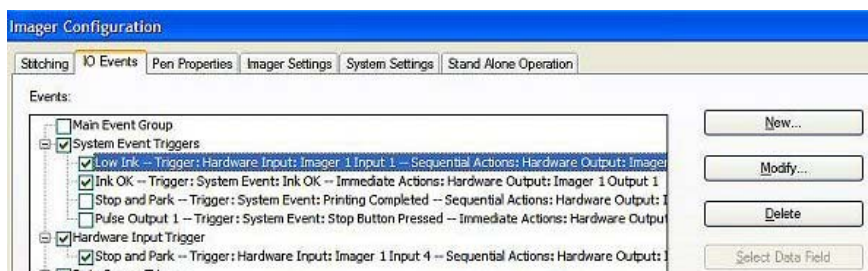 Imager Configuration
Stitching IO Events Pen Properties Imager Settings System Settings Stand Alone Operation
Events:
Main Event Group
New...
System Event Triggers
Low Ink -- Trigger: Hardware Input: Imager 1 Input 1 -- Sequential Actions: Hardware Output: Imager
Modify...
Ink OK -- Trigger: System Event: Ink OK -- Immediate Actions: Hardware Output: Imager 1 Output 1
Stop and Park -- Trigger: System Event: Printing Completed -- Sequential Actions: Hardware Output: I
Pulse Output 1 -- Trigger: System Event: Stop Button Pressed -- Immediate Actions: Hardware Output
Delete
Hardware Input Trigger
Stop and Park -- Trigger: Hardware Input: Imager 1 Input 4 -- Sequential Actions: Hardware Output: I
Select Data Field